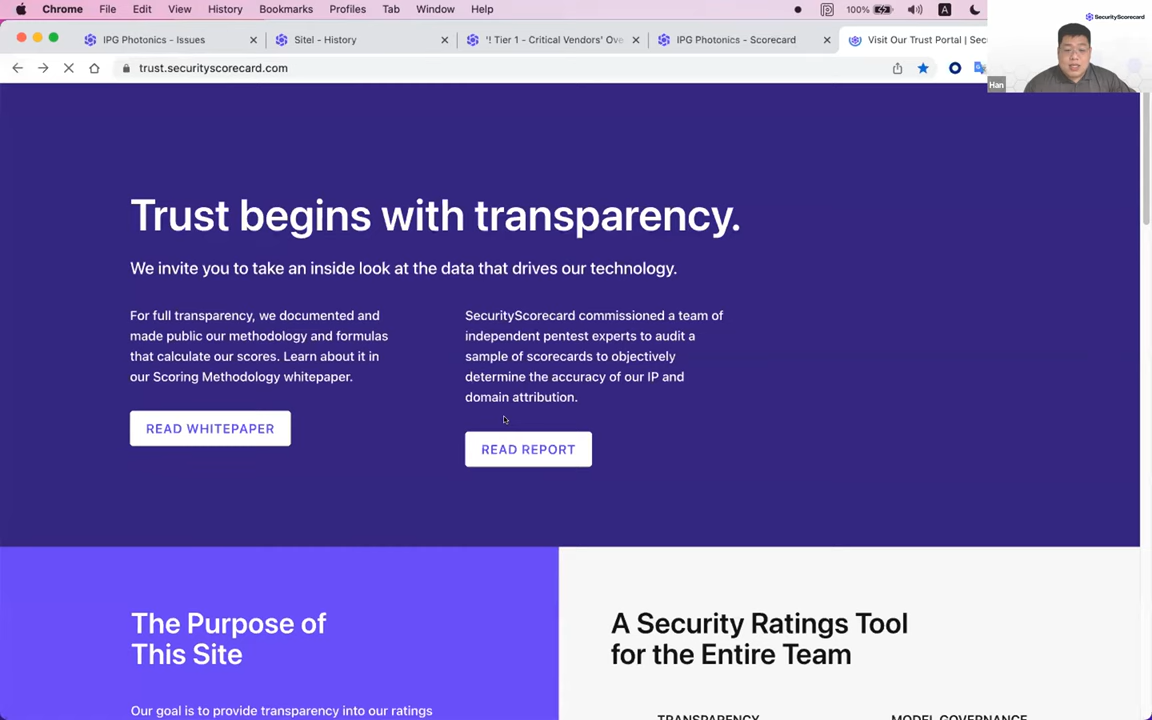 Chrome File Edit View History Bookmarks Profiles Tab Window Help
100%
A
SecurityScorecard
IPG Photonics - Issues
Sitel - History
'! Tier 1 - Critical Vendors' Ove
IPG Photonics - Scorecard
Visit Our Trust Portal | Sec
trust.securityscorecard.com
Han
Trust begins with transparency.
We invite you to take an inside look at the data that drives our technology.
For full transparency, we documented and
made public our methodology and formulas
that calculate our scores. Learn about it in
our Scoring Methodology whitepaper.
READ WHITEPAPER
SecurityScorecard commissioned a team of
independent pentest experts to audit a
sample of scorecards to objectively
determine the accuracy of our IP and
domain attribution.
READ REPORT
The Purpose of
This Site
Our goal is to provide transparency into our ratings
A Security Ratings Tool
for the Entire Team
TRANSPARENCY
MODEL GOVERNANCE